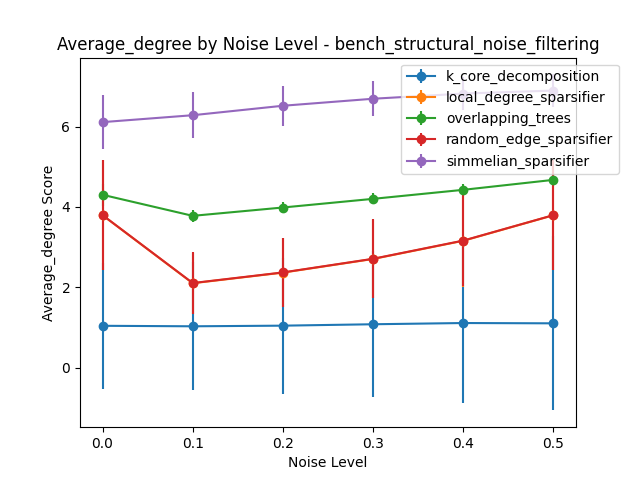 Average_degree by Noise Level - bench_structural_noise_filtering
k_core_decomposition
local_degree_sparsifier
overlapping_trees
random_edge_sparsifier
simmelian_sparsifier
Average_degree Score
6
4
2
0
0.0 0.1 0.2 0.3 0.4 0.5
Noise Level